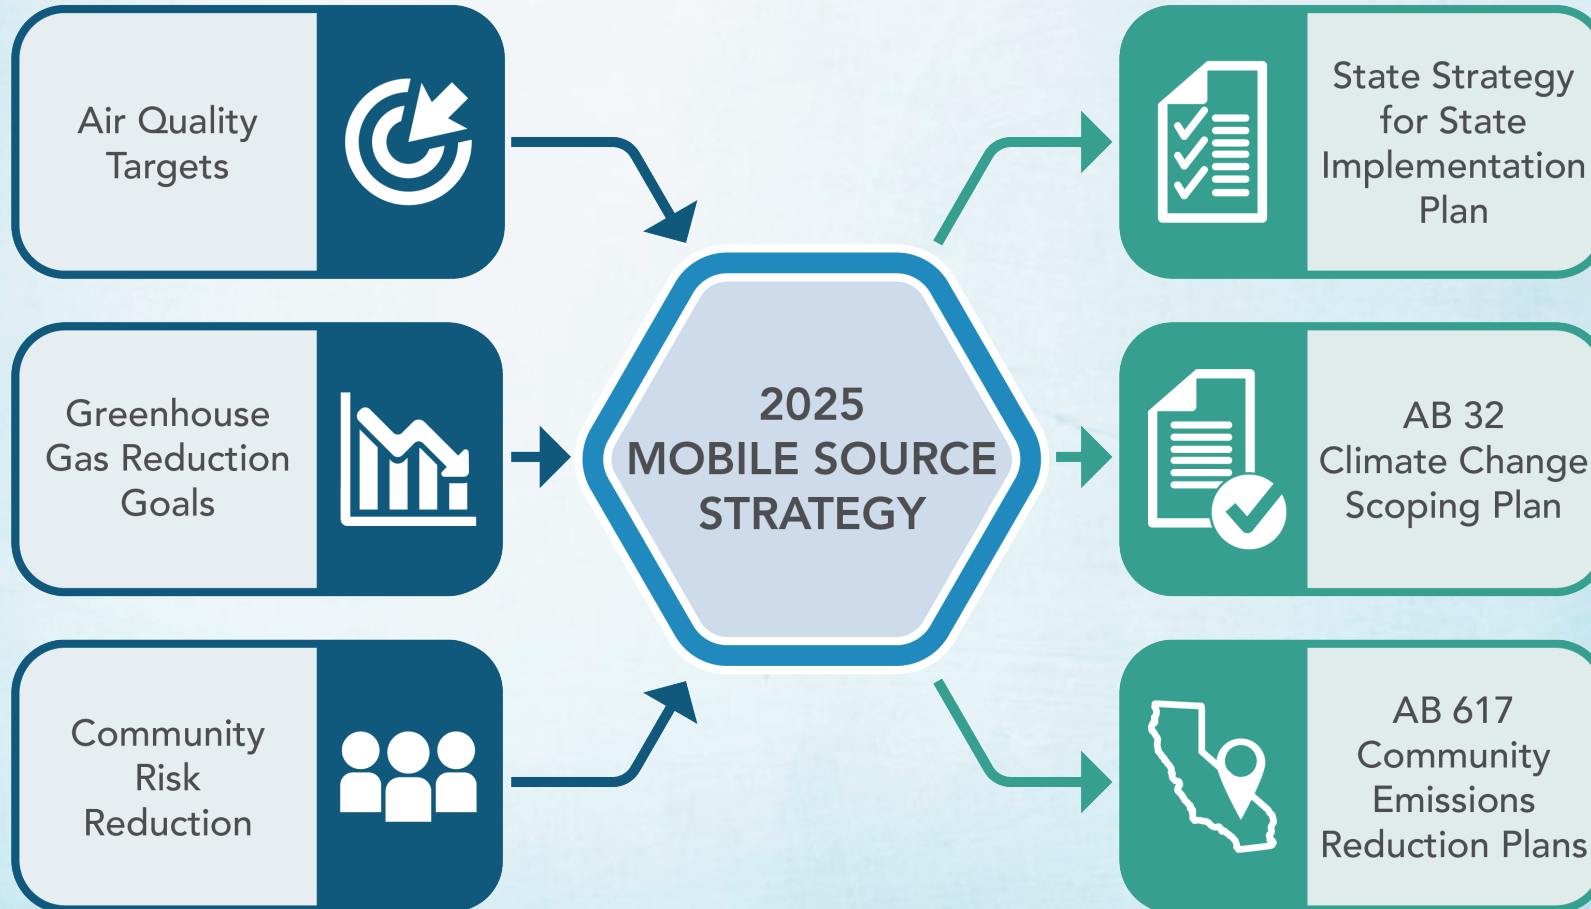 Air Quality
Targets
Greenhouse
Gas Reduction
Goals
Community
Risk
Reduction
2025
MOBILE SOURCE
STRATEGY
State Strategy
for State
Implementation
Plan
AB 32
Climate Change
Scoping Plan
AB 617
Community
Emissions
Reduction Plans